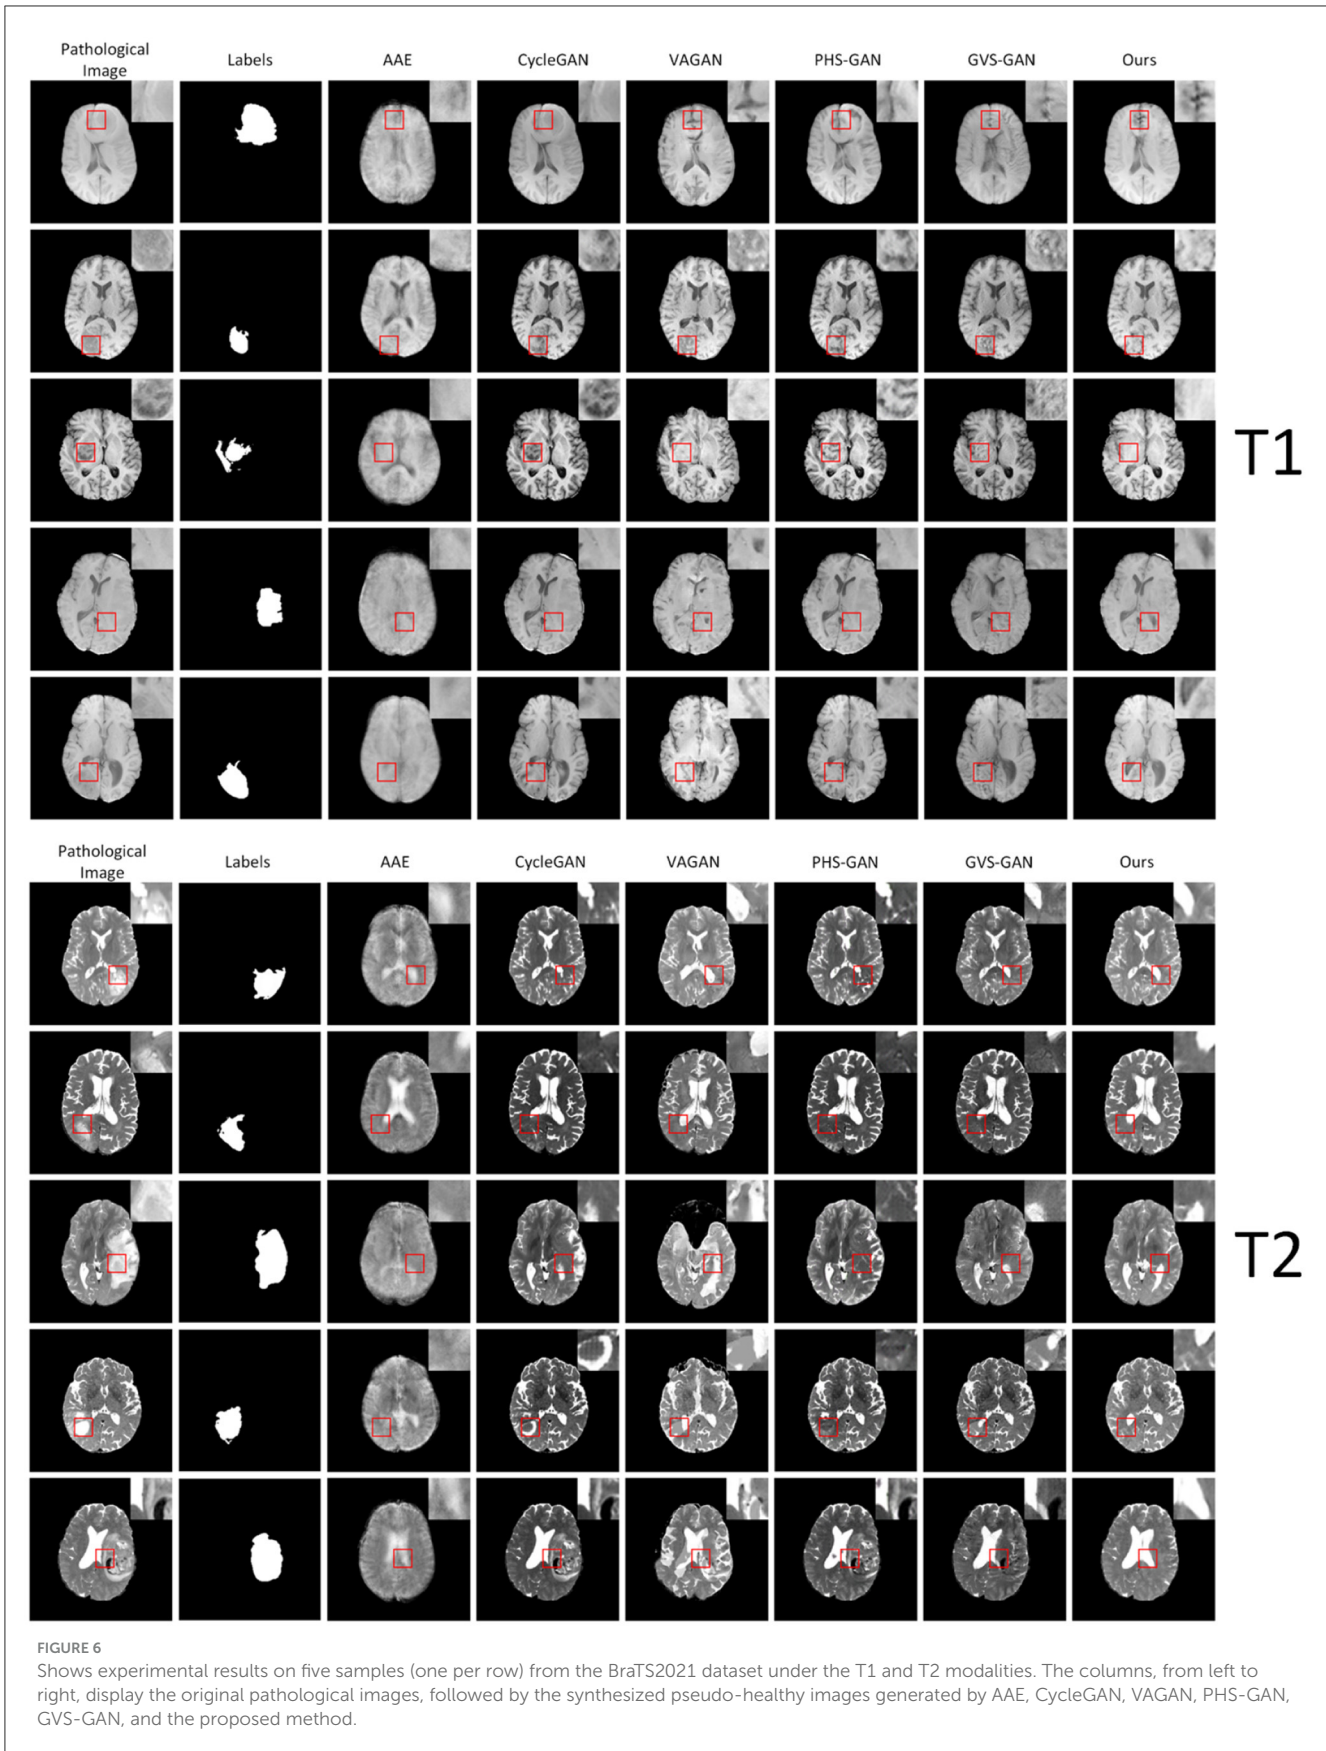 Pathological
Image
Labels
AAE
CycleGAN
VAGAN
PHS-GAN
GVS-GAN
Ours
T1
Pathological
Image
Labels
AAE
CycleGAN
VAGAN
PHS-GAN
GVS-GAN
Ours
T2
FIGURE 6
Shows experimental results on five samples (one per row) from the BraTS2021 dataset under the T1 and T2 modalities. The columns, from left to
right, display the original pathological images, followed by the synthesized pseudo-healthy images generated by AAE, CycleGAN, VAGAN, PHS-GAN,
GVS-GAN, and the proposed method.